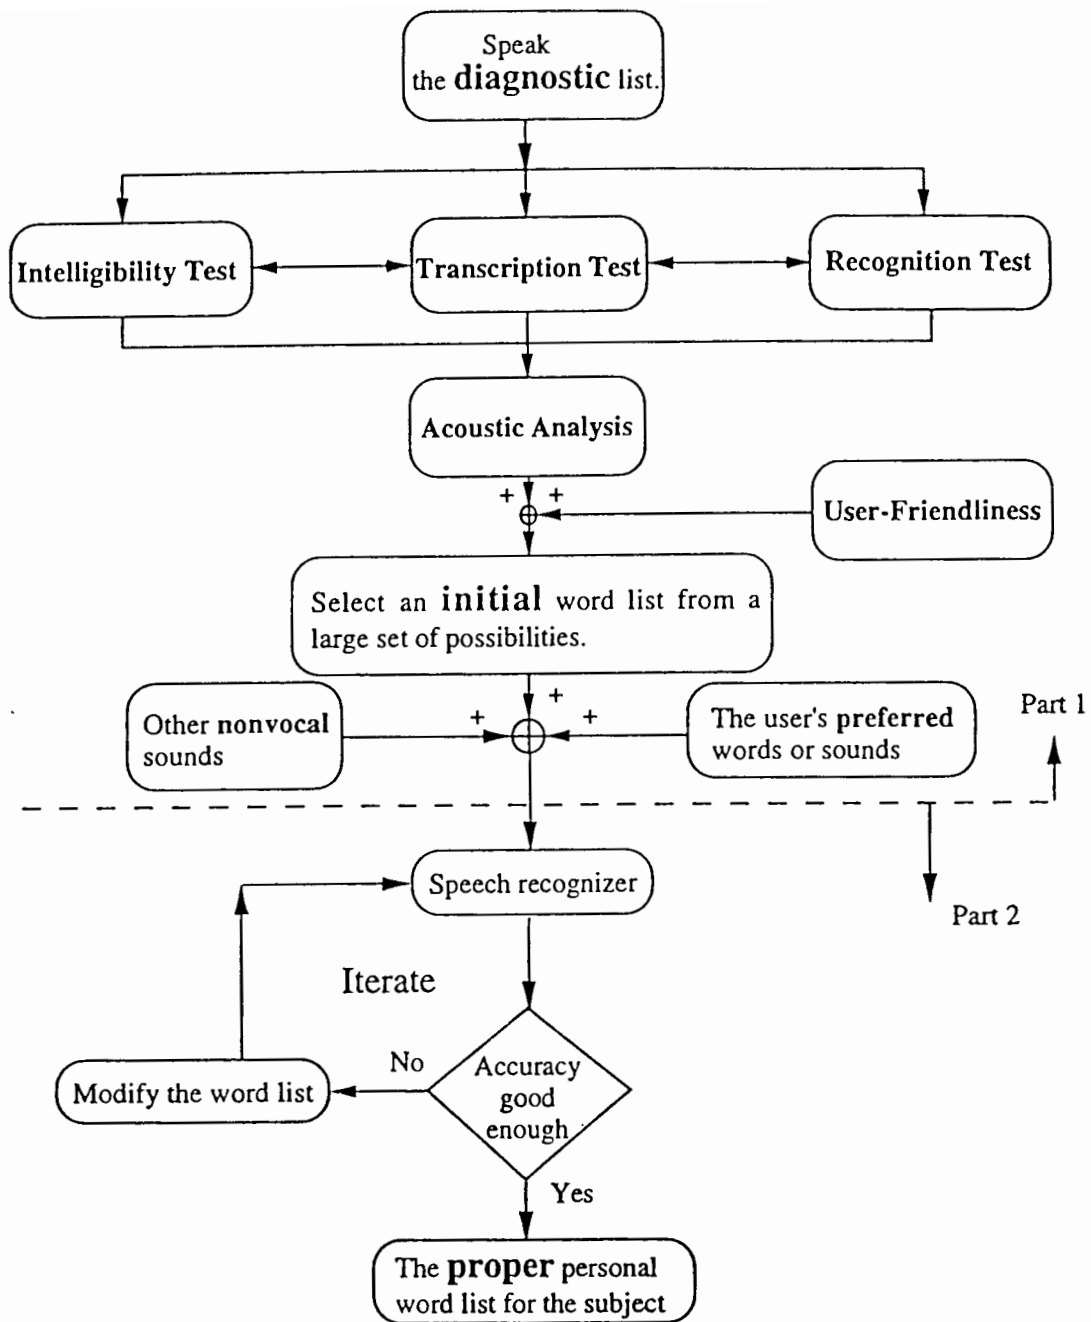 Speak
the diagnostic list.
Intelligibility Test
Transcription Test
Recognition Test
Acoustic Analysis
+ +
User-Friendliness
Select an initial word list from a
large set of possibilities.
+
Other nonvocal
sounds
+
+
The user's preferred
words or sounds
Part 1
Speech recognizer
Part 2
Iterate
No
Modify the word list
Accuracy
good
enough
Yes
The proper personal
word list for the subject